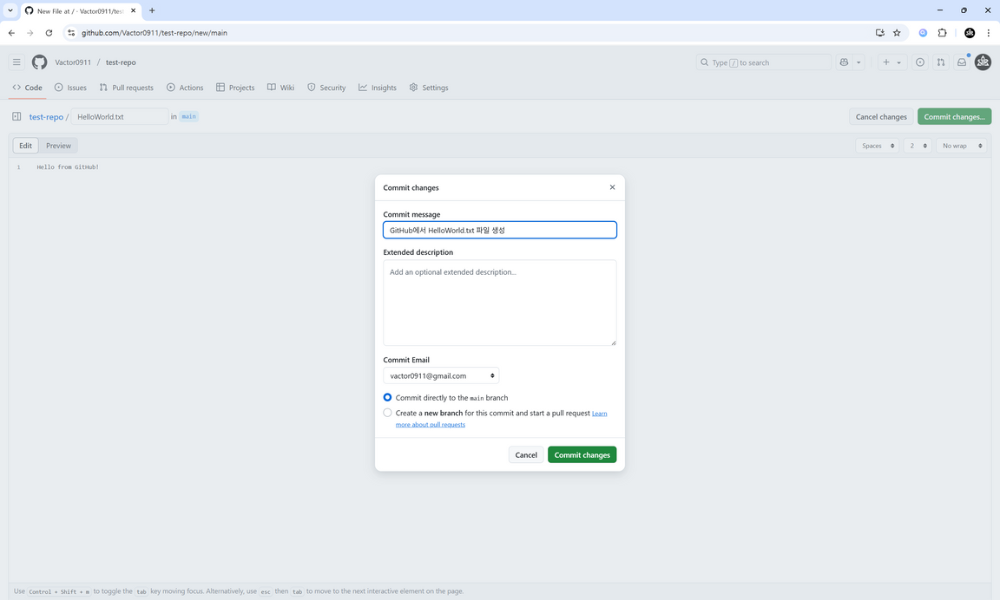 New File at / · Vactor0911/test
github.com/Vactor0911/test-repo/new/main
Vactor0911 / test-repo
Type / to search
Code Issues Pull requests Actions Projects Wiki Security Insights Settings
test-repo / HelloWorld.txt in main
Cancel changes Commit changes...
Edit Preview
Spaces 2 No wrap
1 Hello from GitHub!
Commit changes
Commit message
GitHub에서 HelloWorld.txt 파일 생성
Extended description
Add an optional extended description...
Commit Email
vactor0911@gmail.com
Commit directly to the main branch
Create a new branch for this commit and start a pull request Learn
more about pull requests
Cancel Commit changes
Use Control + Shift + m to toggle the tab key moving focus. Alternatively, use esc then tab to move to the next interactive element on the page.